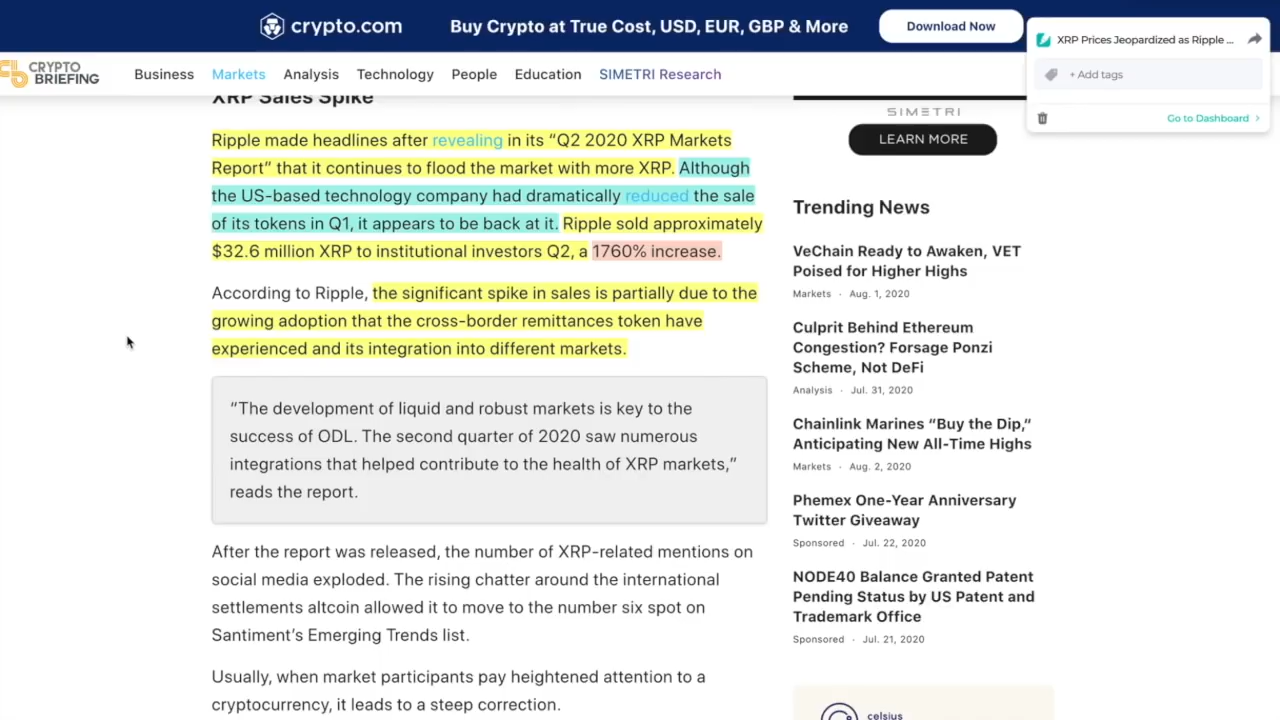 crypto.com
Buy Crypto at True Cost, USD, EUR, GBP & More
Download Now
XRP Prices Jeopardized as Ripple ...
+ Add tags
Go to Dashboard
CRYPTO
BRIEFING
Business
Markets
Analysis
Technology
People
Education
SIMETRI Research
XRP Sales Spike
Ripple made headlines after revealing in its “Q2 2020 XRP Markets
Report” that it continues to flood the market with more XRP. Although
the US-based technology company had dramatically reduced the sale
of its tokens in Q1, it appears to be back at it. Ripple sold approximately
$32.6 million XRP to institutional investors Q2, a 1760% increase.
According to Ripple, the significant spike in sales is partially due to the
growing adoption that the cross-border remittances token have
experienced and its integration into different markets.
“The development of liquid and robust markets is key to the
success of ODL. The second quarter of 2020 saw numerous
integrations that helped contribute to the health of XRP markets,”
reads the report.
After the report was released, the number of XRP-related mentions on
social media exploded. The rising chatter around the international
settlements altcoin allowed it to move to the number six spot on
Santiment’s Emerging Trends list.
Usually, when market participants pay heightened attention to a
cryptocurrency, it leads to a steep correction.
SIMETRI
LEARN MORE
Trending News
VeChain Ready to Awaken, VET
Poised for Higher Highs
Markets · Aug. 1, 2020
Culprit Behind Ethereum
Congestion? Forsage Ponzi
Scheme, Not DeFi
Analysis · Jul. 31, 2020
Chainlink Marines “Buy the Dip,”
Anticipating New All-Time Highs
Markets · Aug. 2, 2020
Phemex One-Year Anniversary
Twitter Giveaway
Sponsored · Jul. 22, 2020
NODE40 Balance Granted Patent
Pending Status by US Patent and
Trademark Office
Sponsored · Jul. 21, 2020
celsius